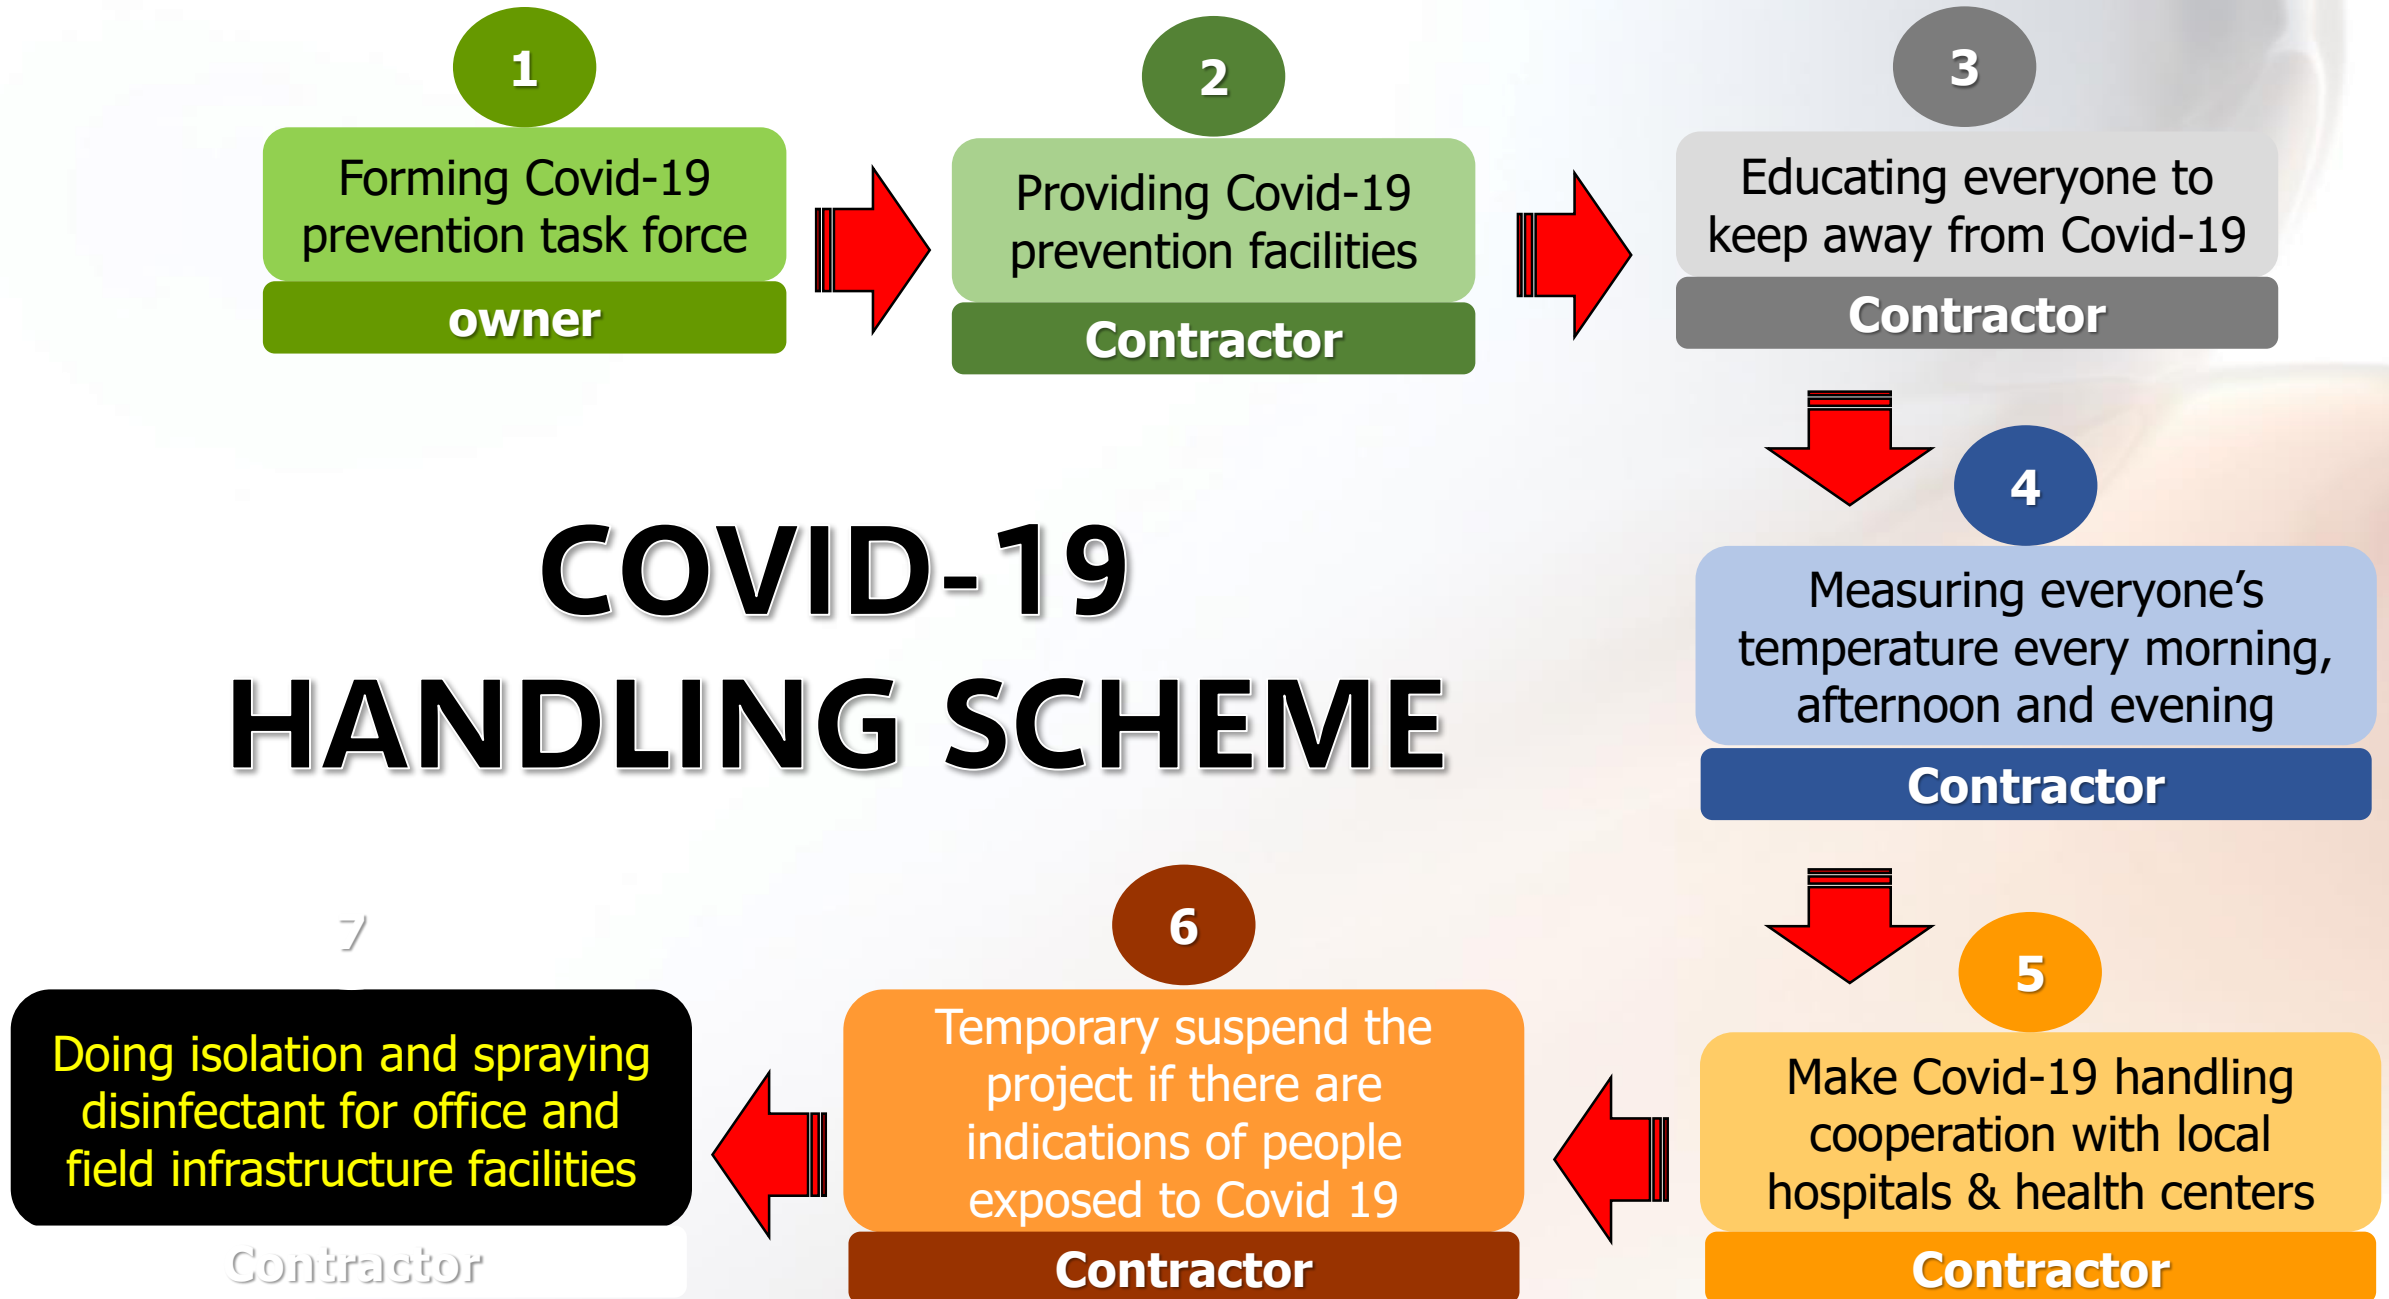 1
Forming Covid-19
prevention task force
owner
2
Providing Covid-19
prevention facilities
Contractor
3
Educating everyone to
keep away from Covid-19
Contractor
4
Measuring everyone’s
temperature every morning,
afternoon and evening
Contractor
COVID-19
HANDLING SCHEME
5
Make Covid-19 handling
cooperation with local
hospitals & health centers
Contractor
6
Temporary suspend the
project if there are
indications of people
exposed to Covid 19
Contractor
7
Doing isolation and spraying
disinfectant for office and
field infrastructure facilities
Contractor